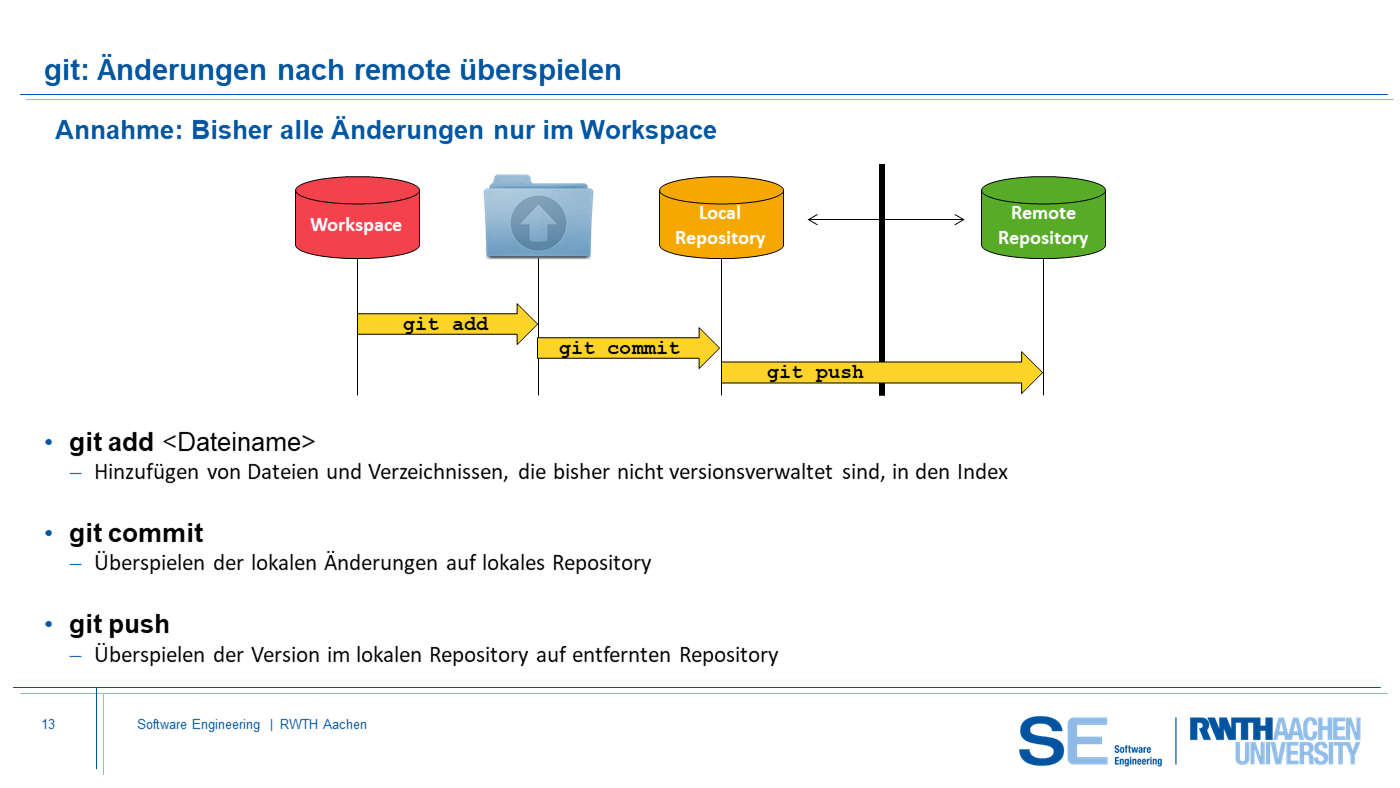 git: Änderungen nach remote überspielen
Annahme: Bisher alle Änderungen nur im Workspace
Workspace
Local
Repository
Remote
Repository
git add
git commit
git push
• git add <Dateiname>
– Hinzufügen von Dateien und Verzeichnissen, die bisher nicht versionsverwaltet sind, in den Index
• git commit
– Überspielen der lokalen Änderungen auf lokales Repository
• git push
– Überspielen der Version im lokalen Repository auf entfernten Repository
13
Software Engineering | RWTH Aachen
SE Software
Engineering
RWTHAACHEN
UNIVERSITY